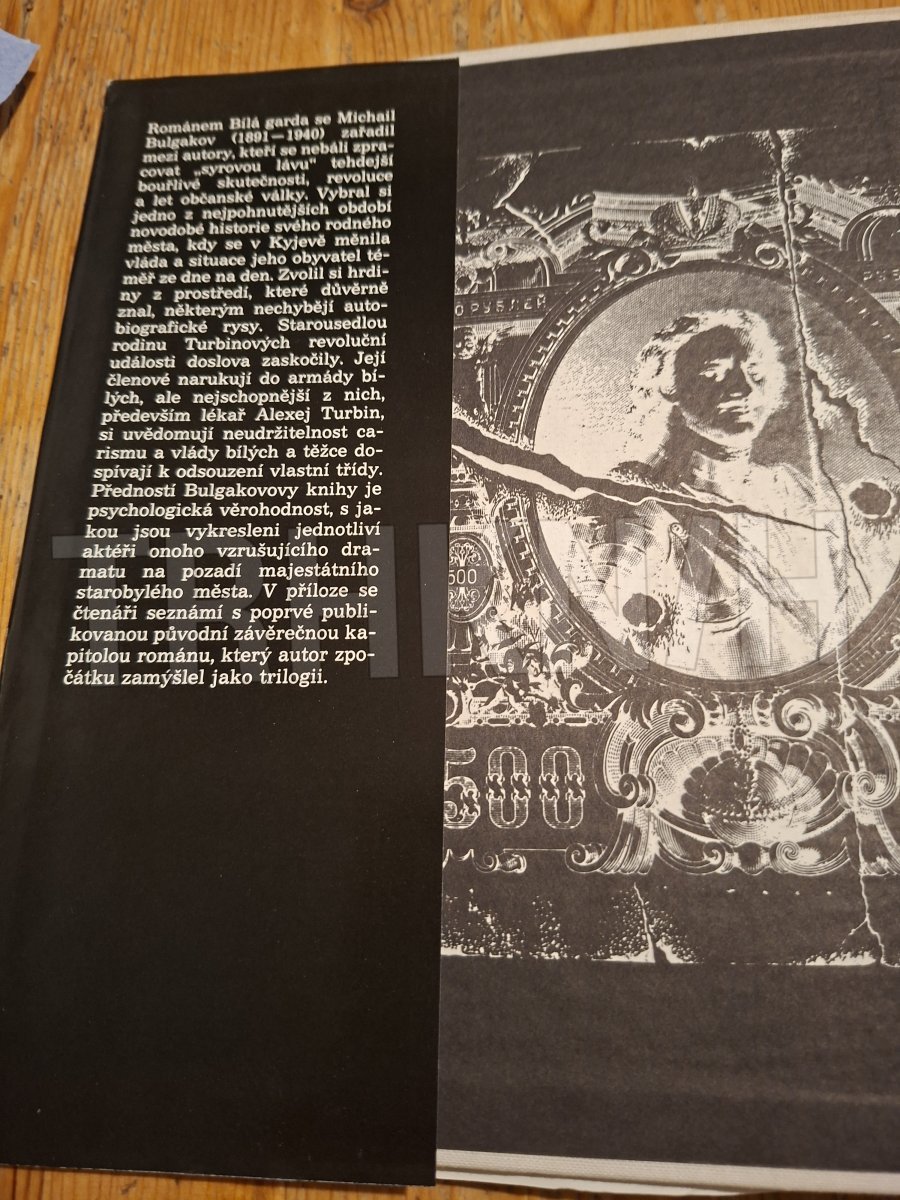 Románem Bílá garda se Michail
Bulgakov (1891—1940) zařadil
mezi autory, kteří se nebáli zpra-
covat „syrovou lávu" tehdejší
bouřlivé skutečnosti, revoluce
a let občanské války. Vybral si
jedno z nejpohnutějších období
novodobé historie svého rodného
města, kdy se v Kyjevě měnila
vláda a situace jeho obyvatel té-
měř ze dne na den. Zvolil si hrdi-
ny z prostředí, které důvěrně
znal, některým nechybějí auto-
biografické rysy. Starousedlou
rodinu Turbinových revoluční
události doslova zaskočily. Její
členové narukují do armády bí-
lých, ale nejschopnější z nich,
především lékař Alexej Turbin,
si uvědomují neudržitelnost ca-
rismu a vlády bílých a těžce do-
spívají k odsouzení vlastní třídy.
Předností Bulgakovovy knihy je
psychologická věrohodnost, s ja-
kou jsou vykresleni jednotliví
aktéři onoho vzrušujícího dra-
matu na pozadí majestátního
starobylého města. V příloze se
čtenáři seznámí s poprvé publi-
kovanou původní závěrečnou ka-
pitolou románu, který autor zpo-
čátku zamýšlel jako trilogii.
РУБЛЕЙ
500
500